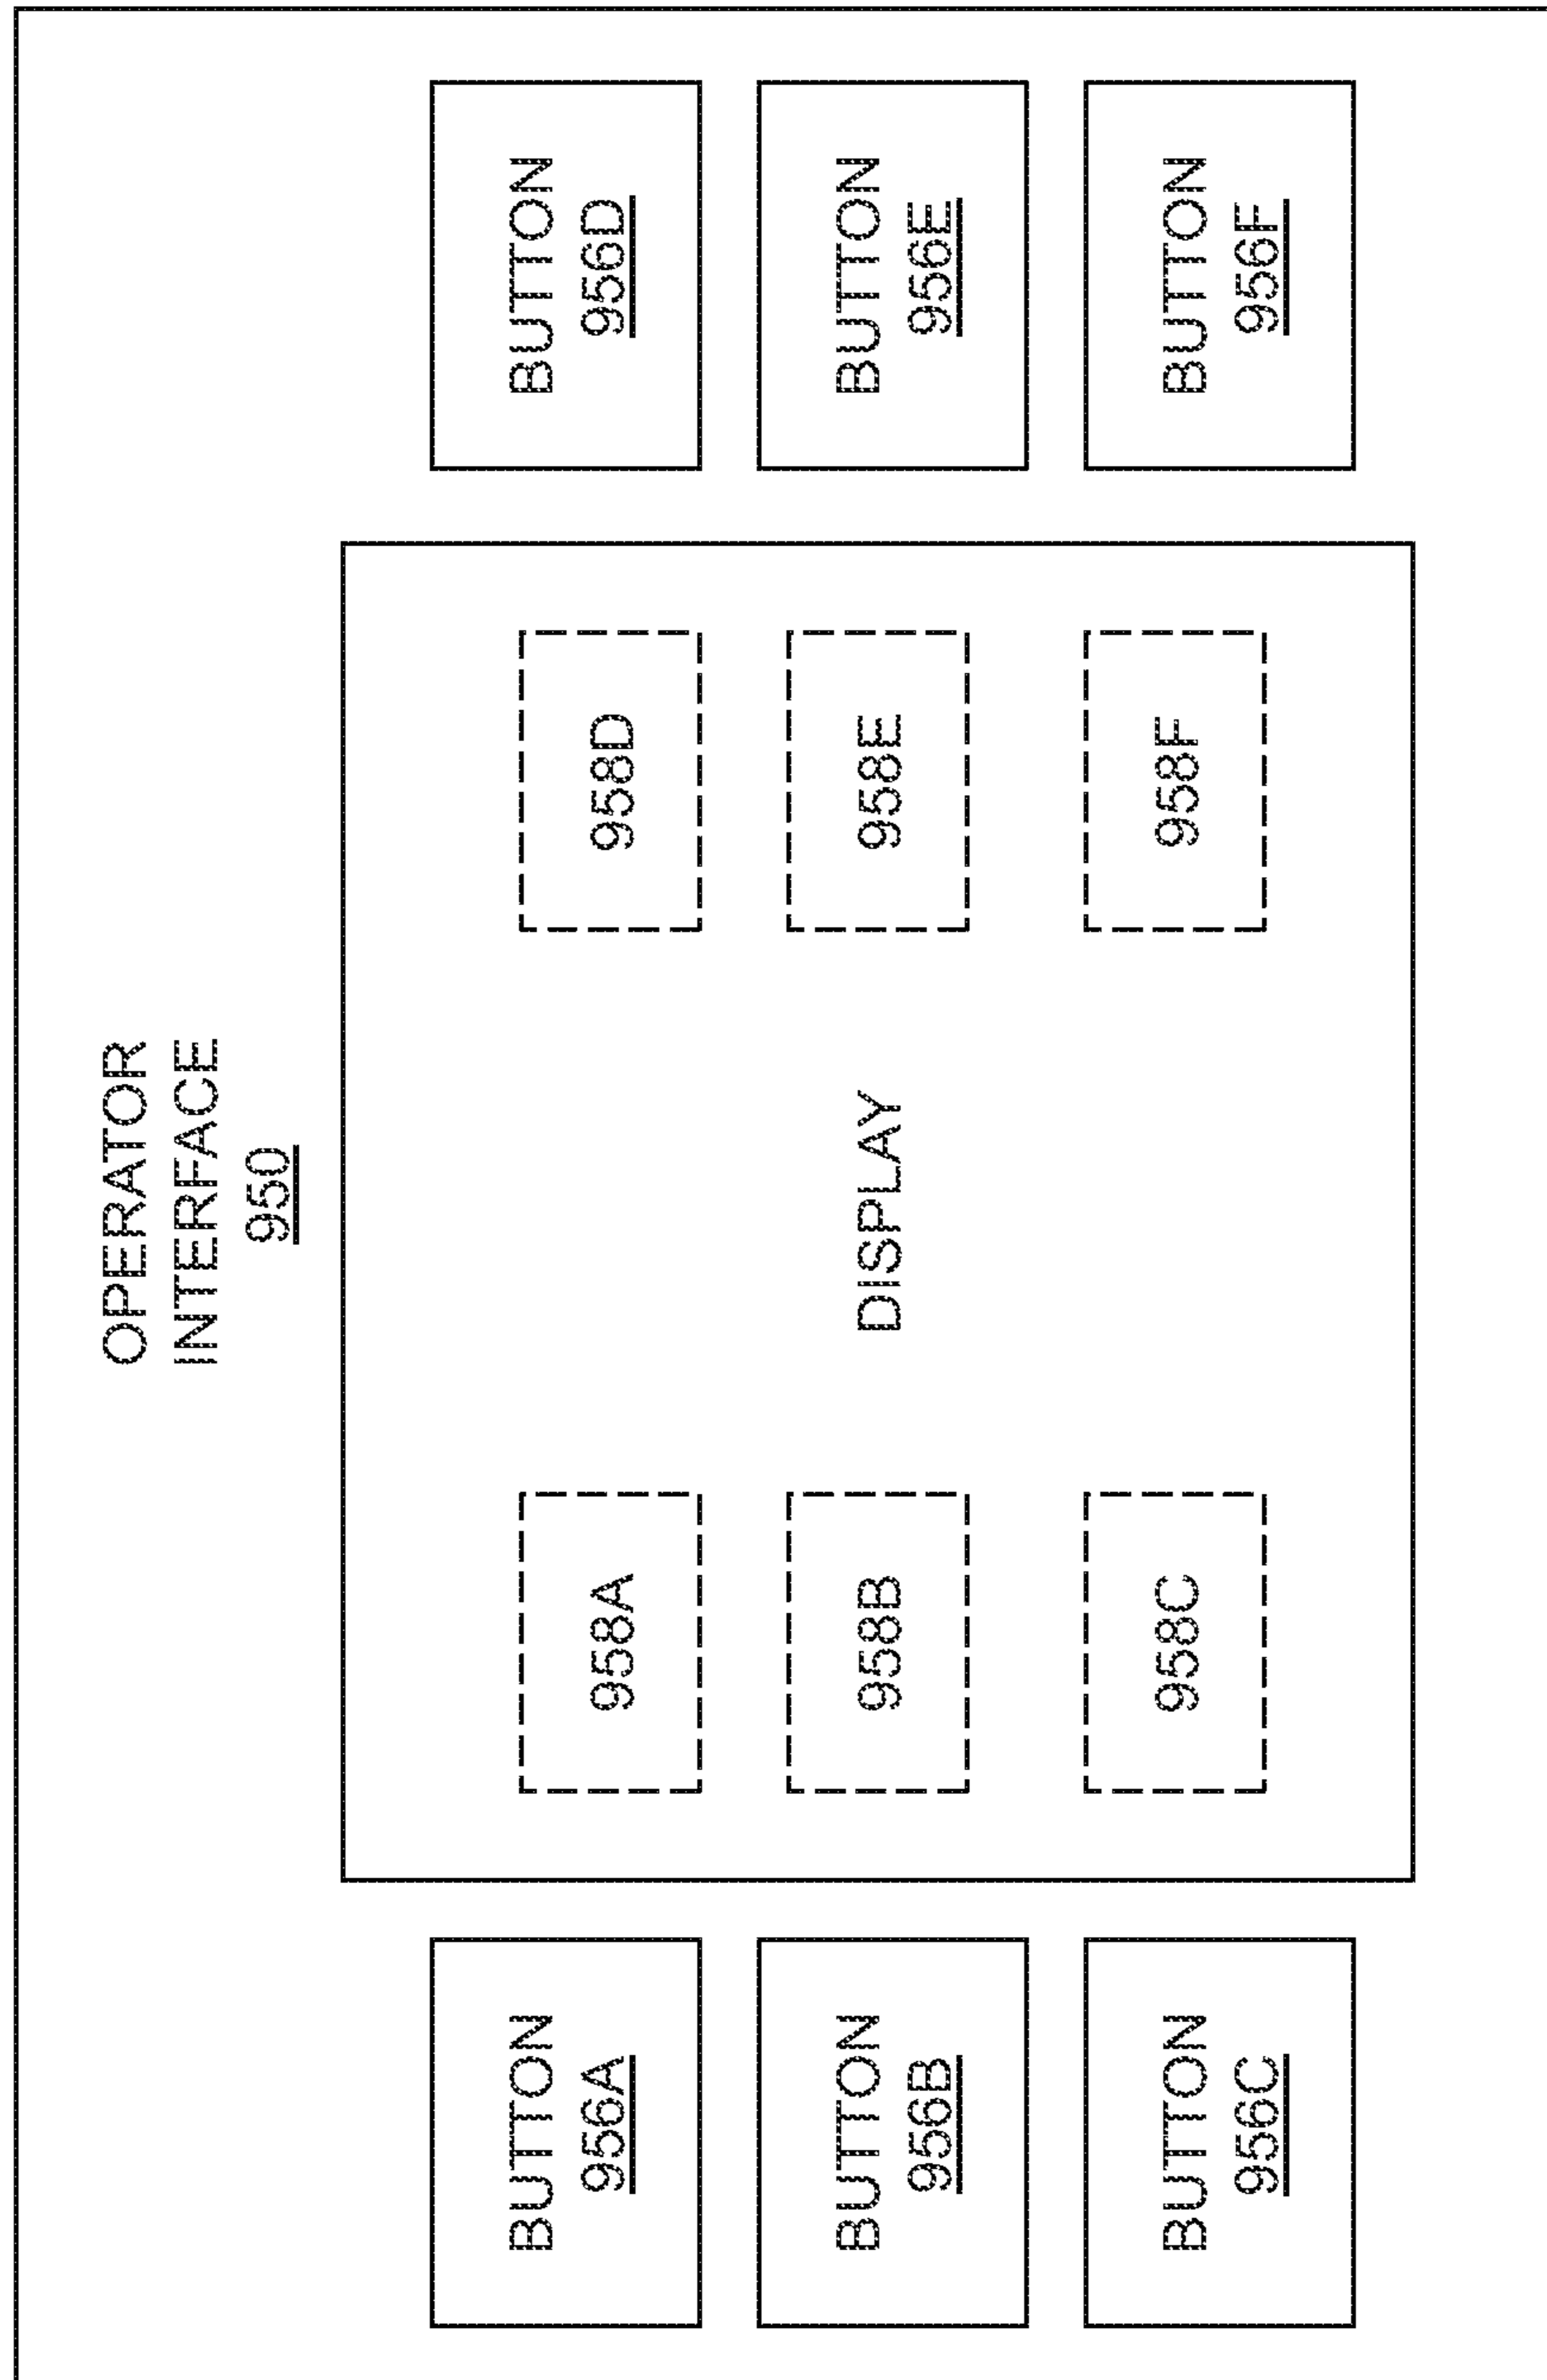 OPERATOR
INTERFACE
950
BUTTON
956A
958A
958D
BUTTON
956D
BUTTON
956B
958B
DISPLAY
958E
BUTTON
956E
BUTTON
956C
958C
958F
BUTTON
956F